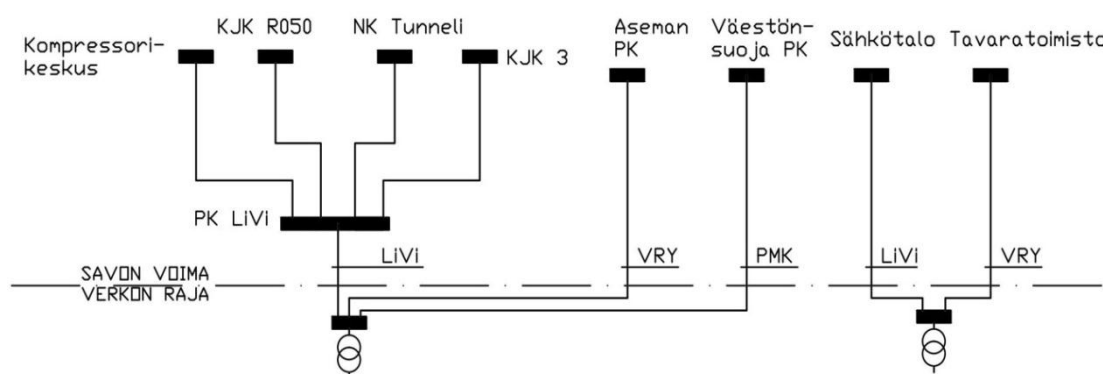 KJK R050
NK Tunneli
Kompressori-
keskus
KJK 3
Aseman
PK
Väestön-
suoja PK
Sähkötalo
Tavaratoimisto
PK LiVi
LiVi
VRY
PMK
LiVi
VRY
SAVON VOIMA
VERKON RAJA